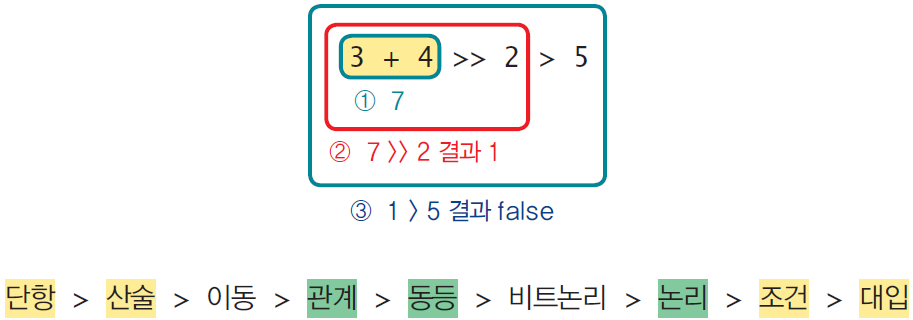 3 + 4 >> 2 > 5
① 7
② 7 >> 2 결과 1
③ 1 > 5 결과 false
단항 > 산술 > 이동 > 관계 > 동등 > 비트논리 > 논리 > 조건 > 대입